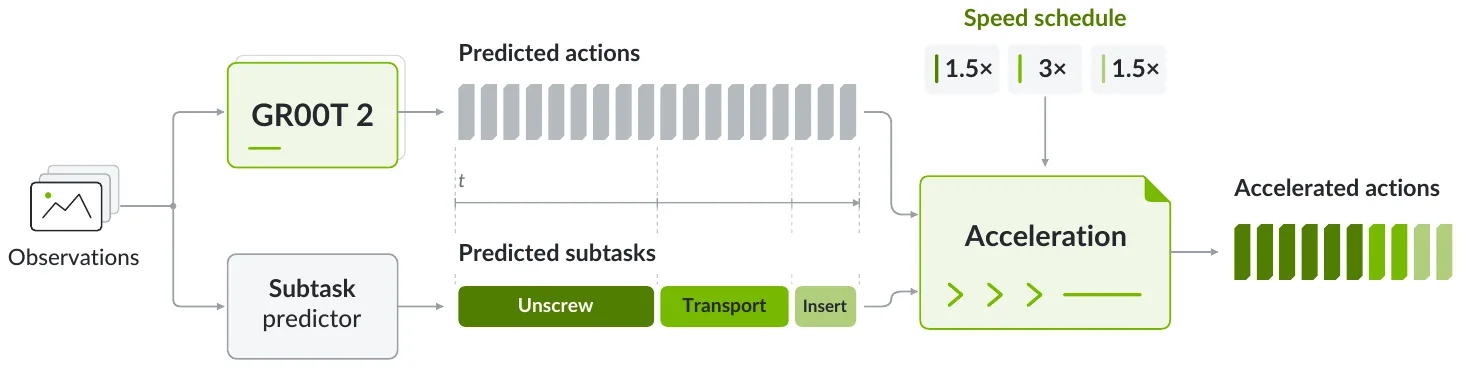 Speed schedule
1.5× 3× 1.5×
Predicted actions
GR00T 2
t
Observations
Subtask
predictor
Predicted subtasks
Unscrew Transport Insert
Acceleration
Accelerated actions